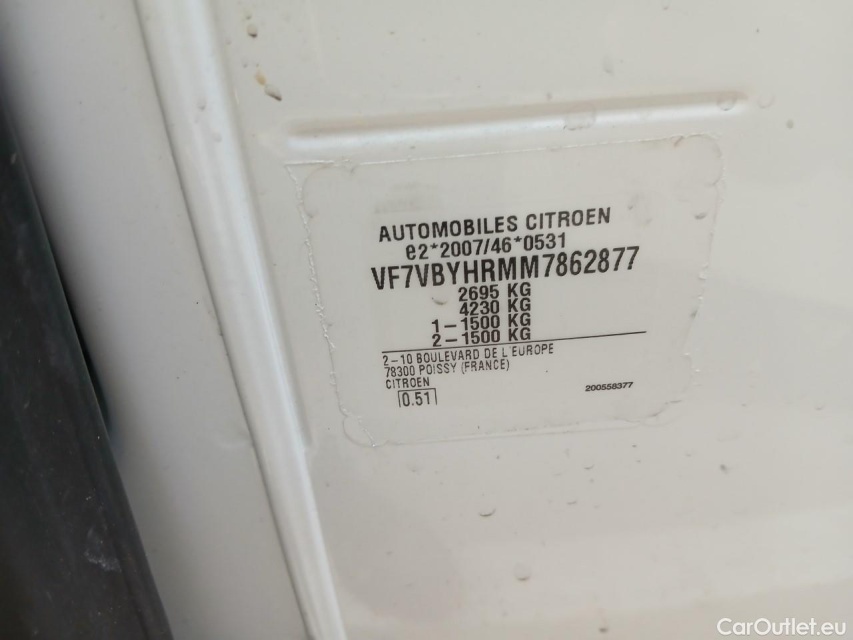 AUTOMOBILES CITROEN
e2*2007/46*0531
VF7VBYHRMM7862877
2695 KG
4230 KG
1-1500 KG
2-1500 KG
2-10 BOULEVARD DE L EUROPE
78300 POISSY (FRANCE)
CITROEN
0.51
200558377
CarOutlet.eu